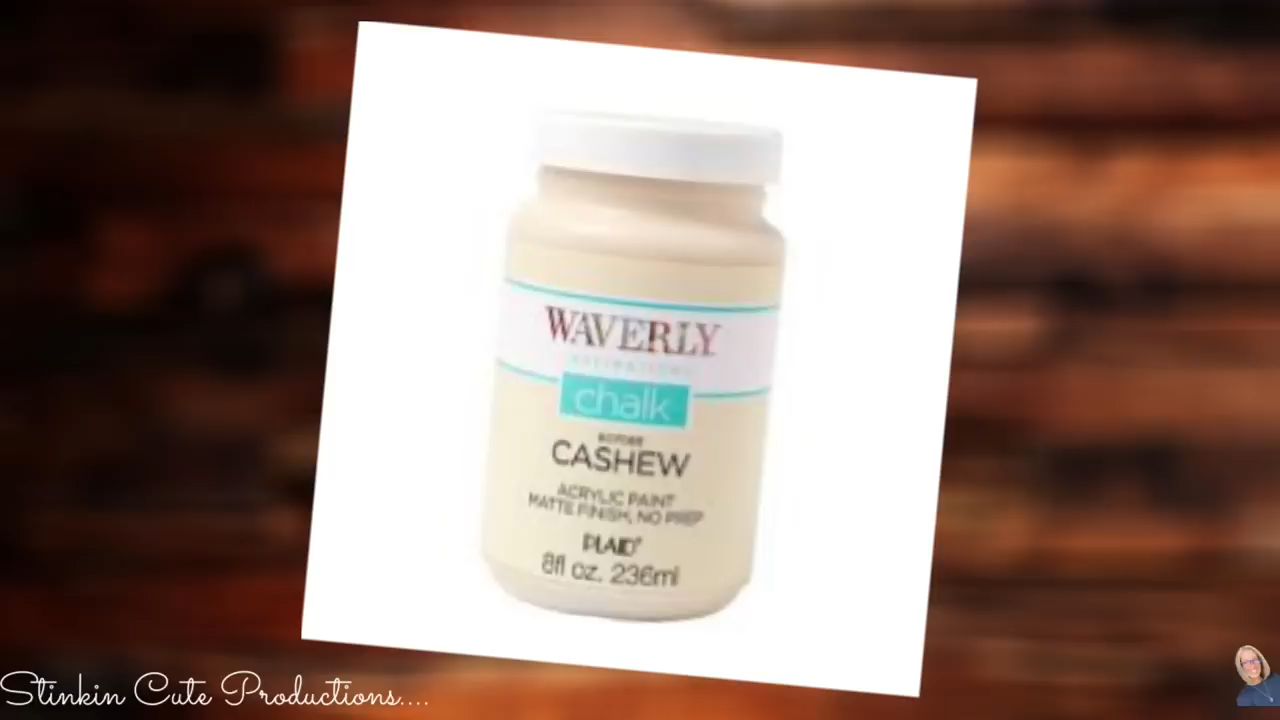 WAVERLY
chalk
CASHEW
ACRYLIC PAINT
MATTE FINISH, NO PREP
PLAID®
8fl oz. 236ml
Stinkin Cute Productions....